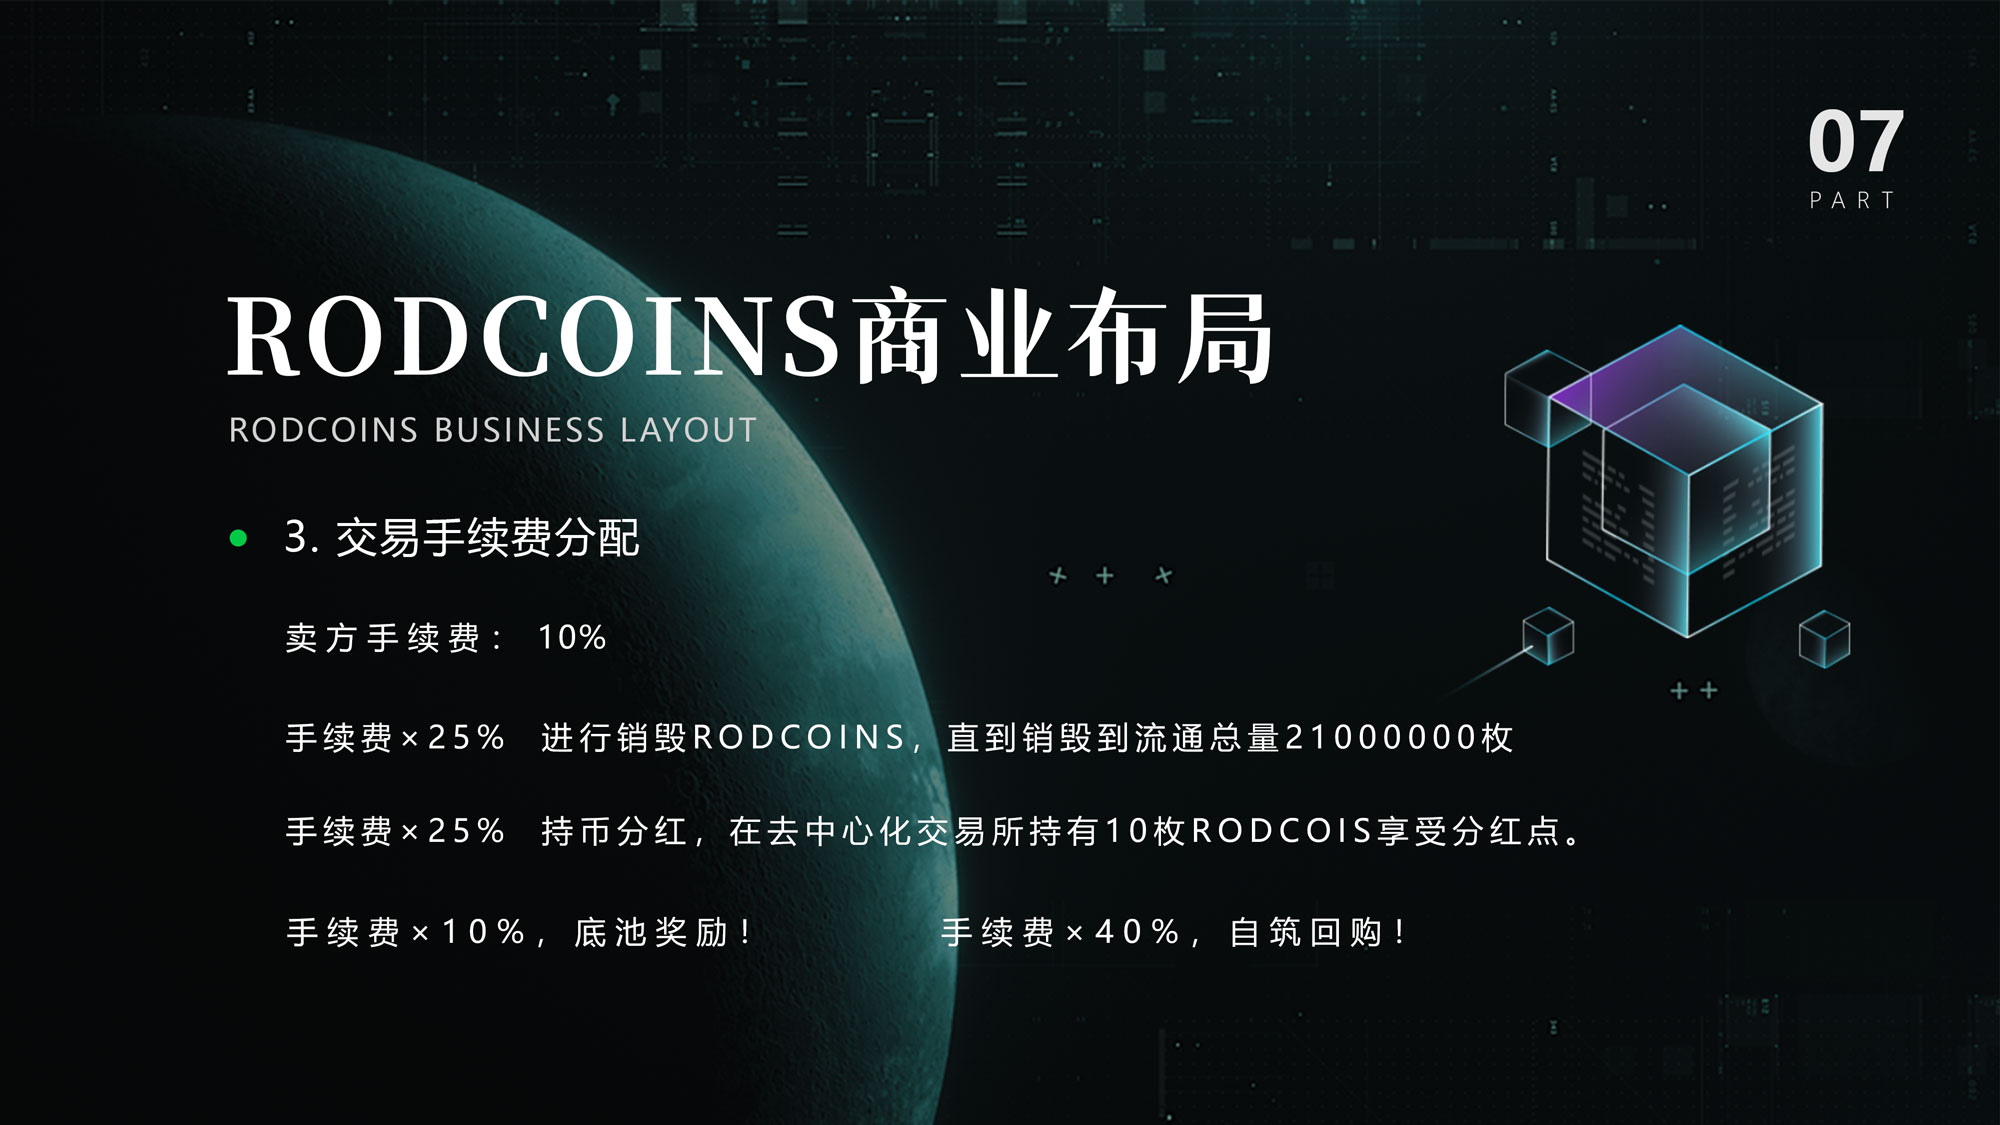 07
PART
RODCOINS商业布局
RODCOINS BUSINESS LAYOUT
3. 交易手续费分配
卖方手续费： 10%
手续费×25% 进行销毁RODCOINS，直到销毁到流通总量21000000枚
手续费×25% 持币分红，在去中心化交易所持有10枚RODCOIS享受分红点。
手续费×10%，底池奖励！ 手续费×40%，自筑回购！